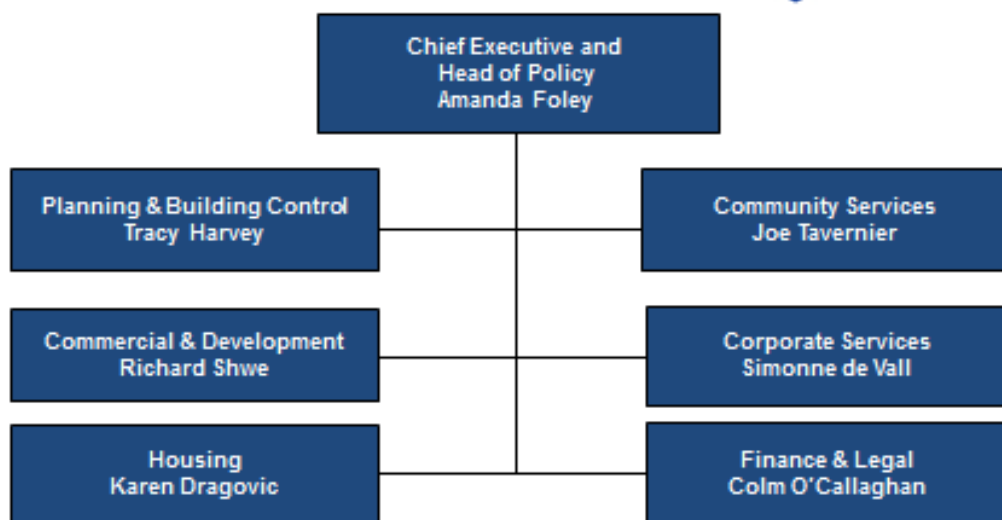 Chief Executive and
Head of Policy
Amanda Foley
Planning & Building Control
Tracy Harvey
Community Services
Joe Tavernier
Commercial & Development
Richard Shwe
Corporate Services
Simonne de Vall
Housing
Karen Dragovic
Finance & Legal
Colm O'Callaghan